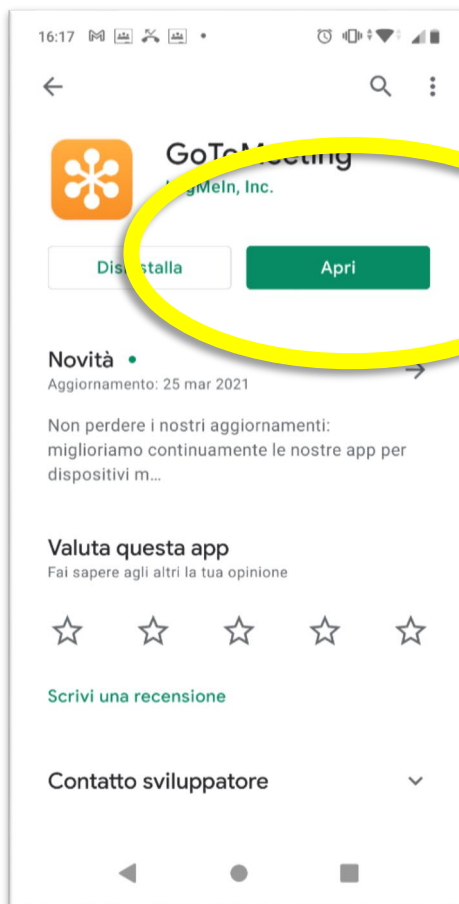 16:17
GoToMeeting
LogMeIn, Inc.
Disinstalla
Apri
Novità
Aggiornamento: 25 mar 2021
Non perdere i nostri aggiornamenti:
miglioriamo continuamente le nostre app per
dispositivi m...
Valuta questa app
Fai sapere agli altri la tua opinione
Scrivi una recensione
Contatto sviluppatore